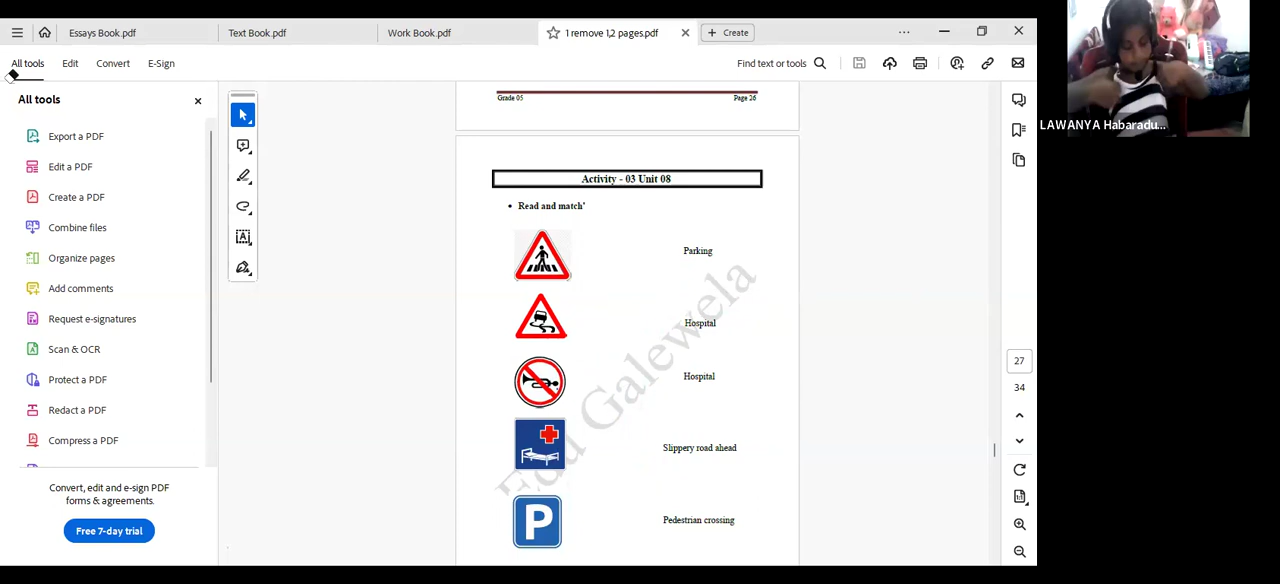 Essays Book.pdf
Text Book.pdf
Work Book.pdf
1 remove 1,2 pages.pdf
Create
All tools
Edit
Convert
E-Sign
Find text or tools
All tools
Export a PDF
Edit a PDF
Create a PDF
Combine files
Organize pages
Add comments
Request e-signatures
Scan & OCR
Protect a PDF
Redact a PDF
Compress a PDF
Convert, edit and e-sign PDF
forms & agreements.
Free 7-day trial
Grade 05 Page 26
Activity - 03 Unit 08
• Read and match'
Parking
Hospital
Hospital
Slippery road ahead
P
Pedestrian crossing
Edu Galewela
27
34
LAWANYA Habaradu...